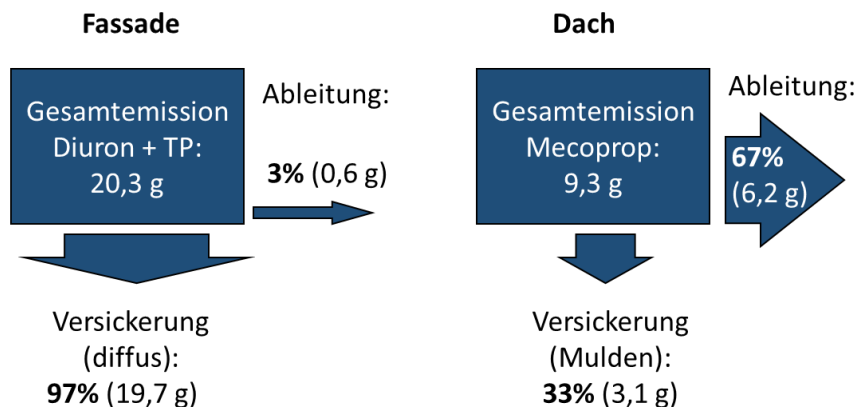 Fassade
Gesamtemission
Diuron + TP:
20,3 g
Ableitung:
3% (0,6 g)
Versickerung
(diffus):
97% (19,7 g)
Dach
Gesamtemission
Mecoprop:
9,3 g
Ableitung:
67%
(6,2 g)
Versickerung
(Mulden):
33% (3,1 g)